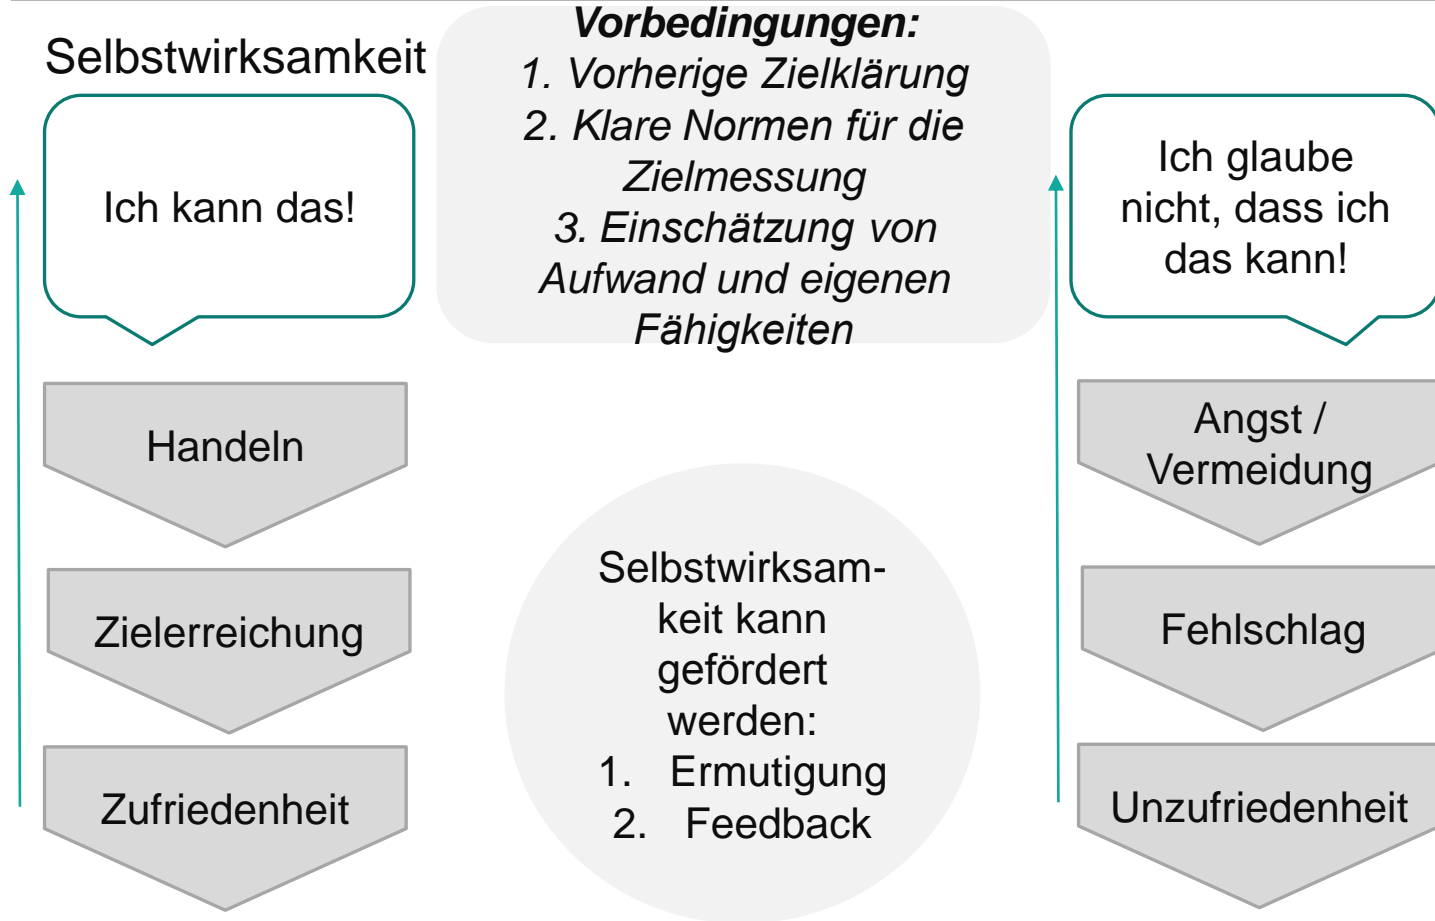 Selbstwirksamkeit
Ich kann das!
Handeln
Zielerreichung
Zufriedenheit
Vorbedingungen:
1. Vorherige Zielklärung
2. Klare Normen für die
Zielmessung
3. Einschätzung von
Aufwand und eigenen
Fähigkeiten
Selbstwirksam-
keit kann
gefördert
werden:
1. Ermutigung
2. Feedback
Ich glaube
nicht, dass ich
das kann!
Angst /
Vermeidung
Fehlschlag
Unzufriedenheit